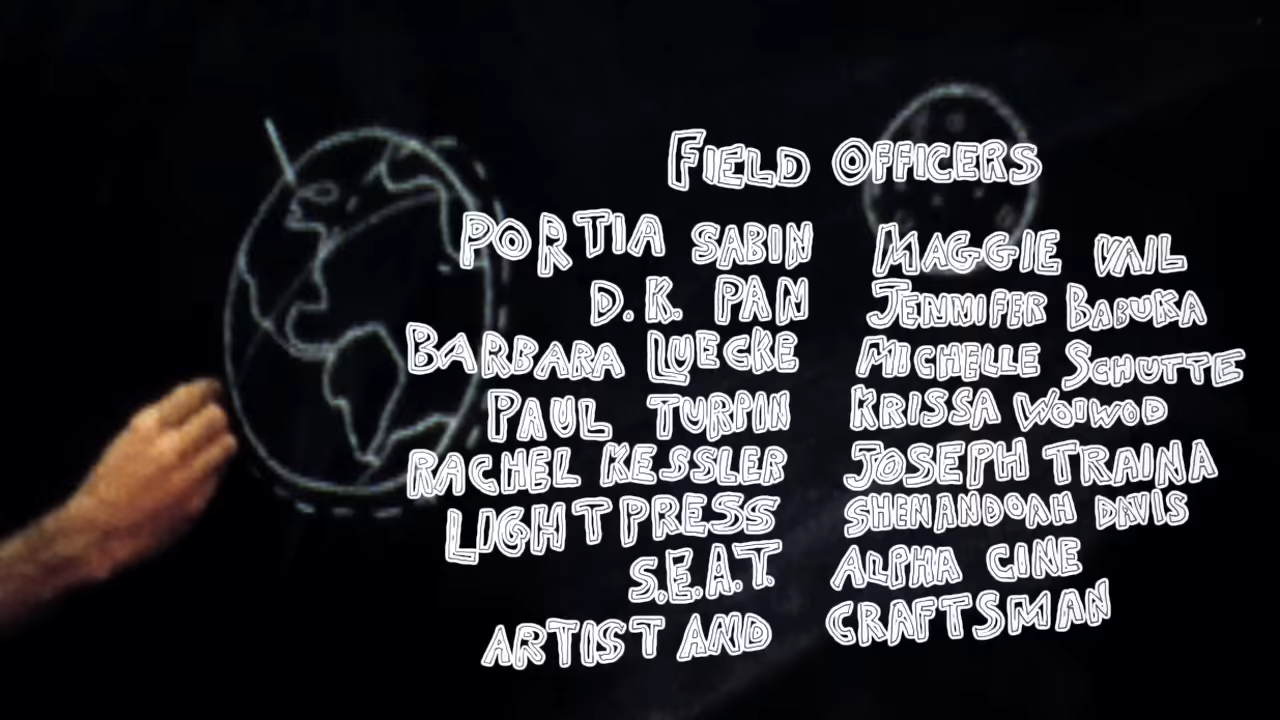 FIELD OFFICERS
PORTIA SABIN MAGGIE VAIL
D.K. PAN JENNIFER BABUKA
BARBARA LUECKE MICHELLE SCHUTTE
PAUL TURPIN KRISSA WOIWOD
RACHEL KESSLER JOSEPH TRAINA
LIGHTPRESS SHENANDOAH DAVIS
S.E.A.T. ALPHA CINE
ARTIST AND CRAFTSMAN